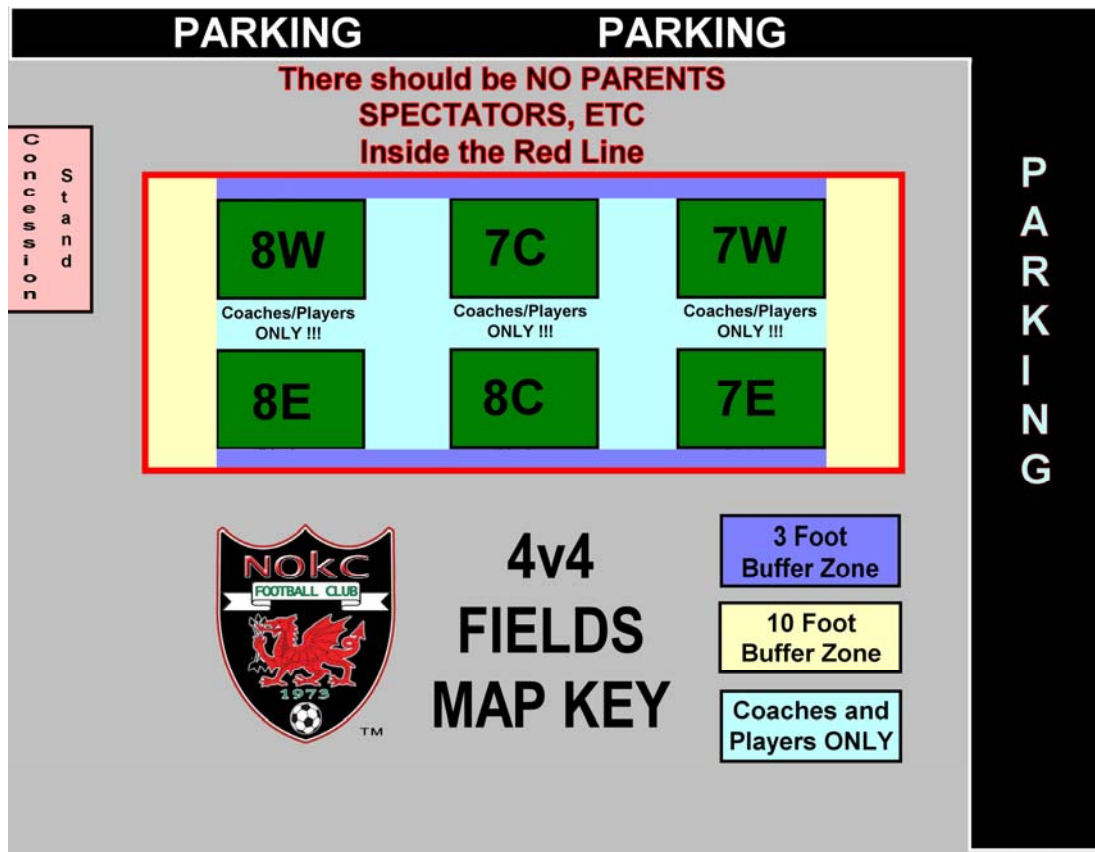 PARKING PARKING
There should be NO PARENTS
SPECTATORS, ETC
Inside the Red Line
Concession
Stand
PARKING
8W 7C 7W
Coaches/Players Coaches/Players Coaches/Players
ONLY !!! ONLY !!! ONLY !!!
8E 8C 7E
NOKC
FOOTBALL CLUB
1973
TM
4v4
FIELDS
MAP KEY
3 Foot
Buffer Zone
10 Foot
Buffer Zone
Coaches and
Players ONLY